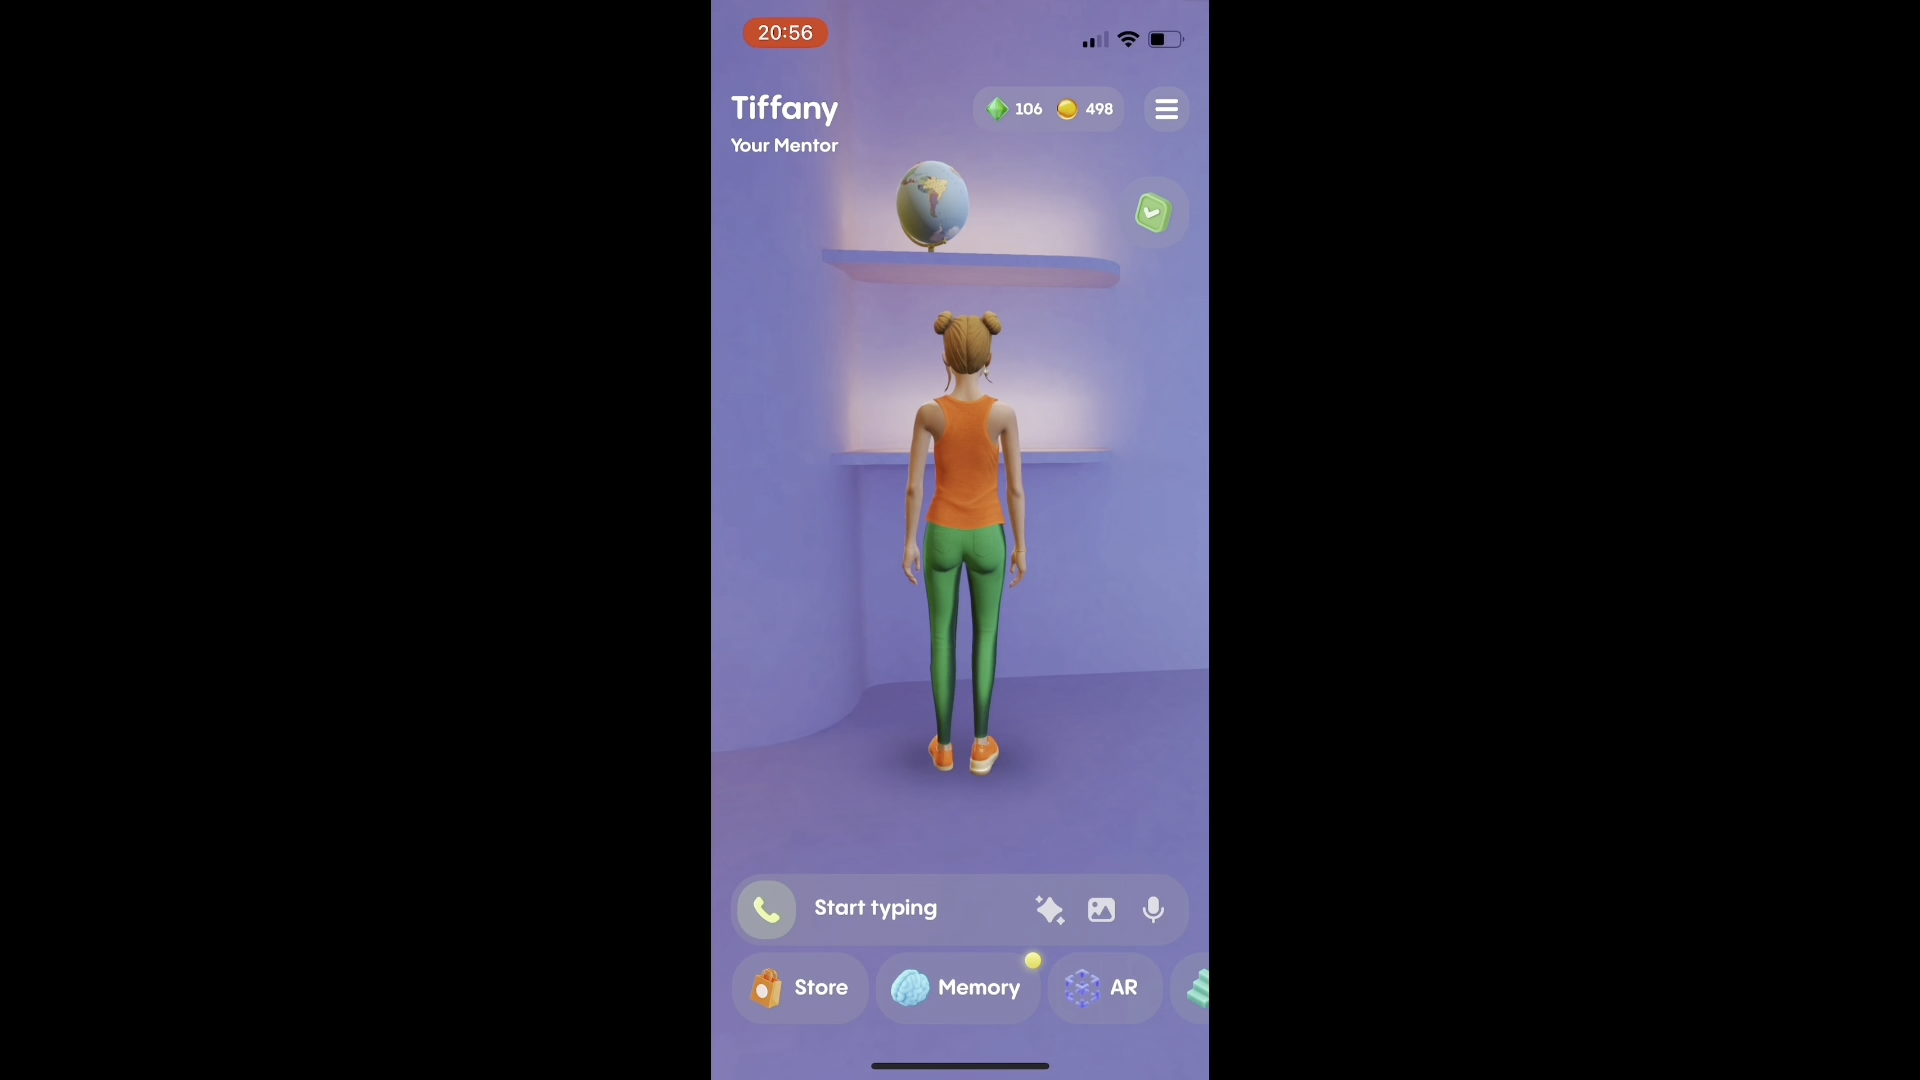 20:56
Tiffany
106 498
Your Mentor
Start typing
Store Memory AR